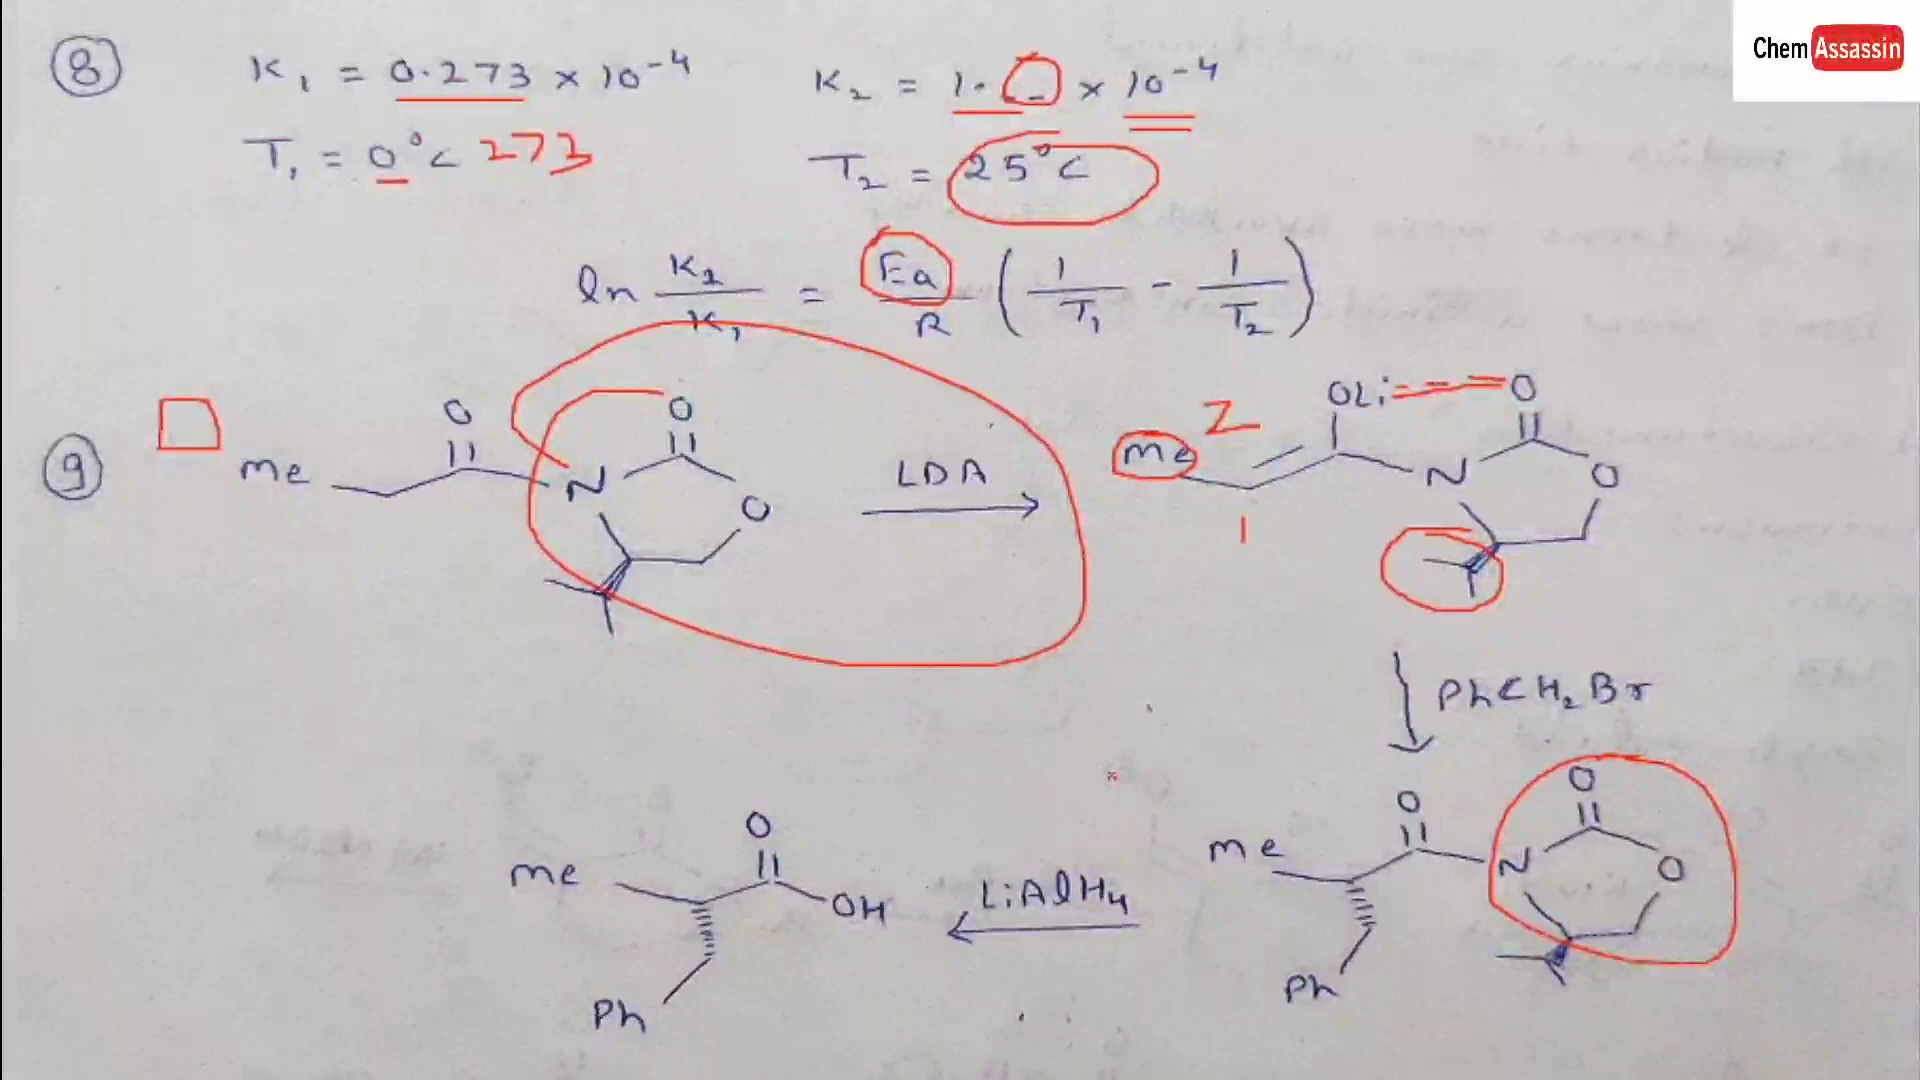 Chem Assassin
8 K1 = 0.273 × 10^-4 K2 = 1. × 10^-4
T1 = 0°C 273 T2 = 25°C
ln K2/K1 = Ea/R (1/T1 - 1/T2)
9 Me O N O O LDA Me Z OLi O N O
1
PhCH2Br
Me O OH Ph LiAlH4 Me O N O O Ph